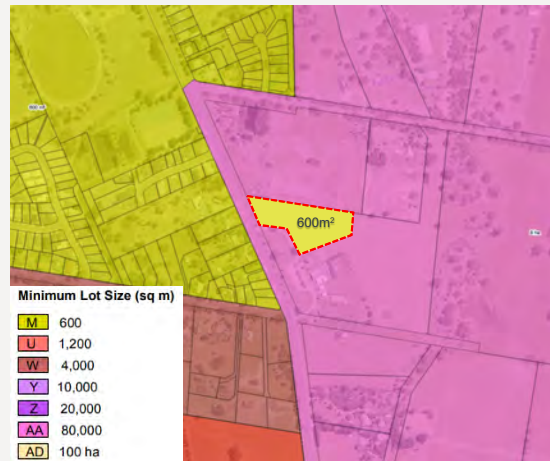 600m²
Minimum Lot Size (sq m)
M 600
U 1,200
W 4,000
Y 10,000
Z 20,000
AA 80,000
AD 100 ha